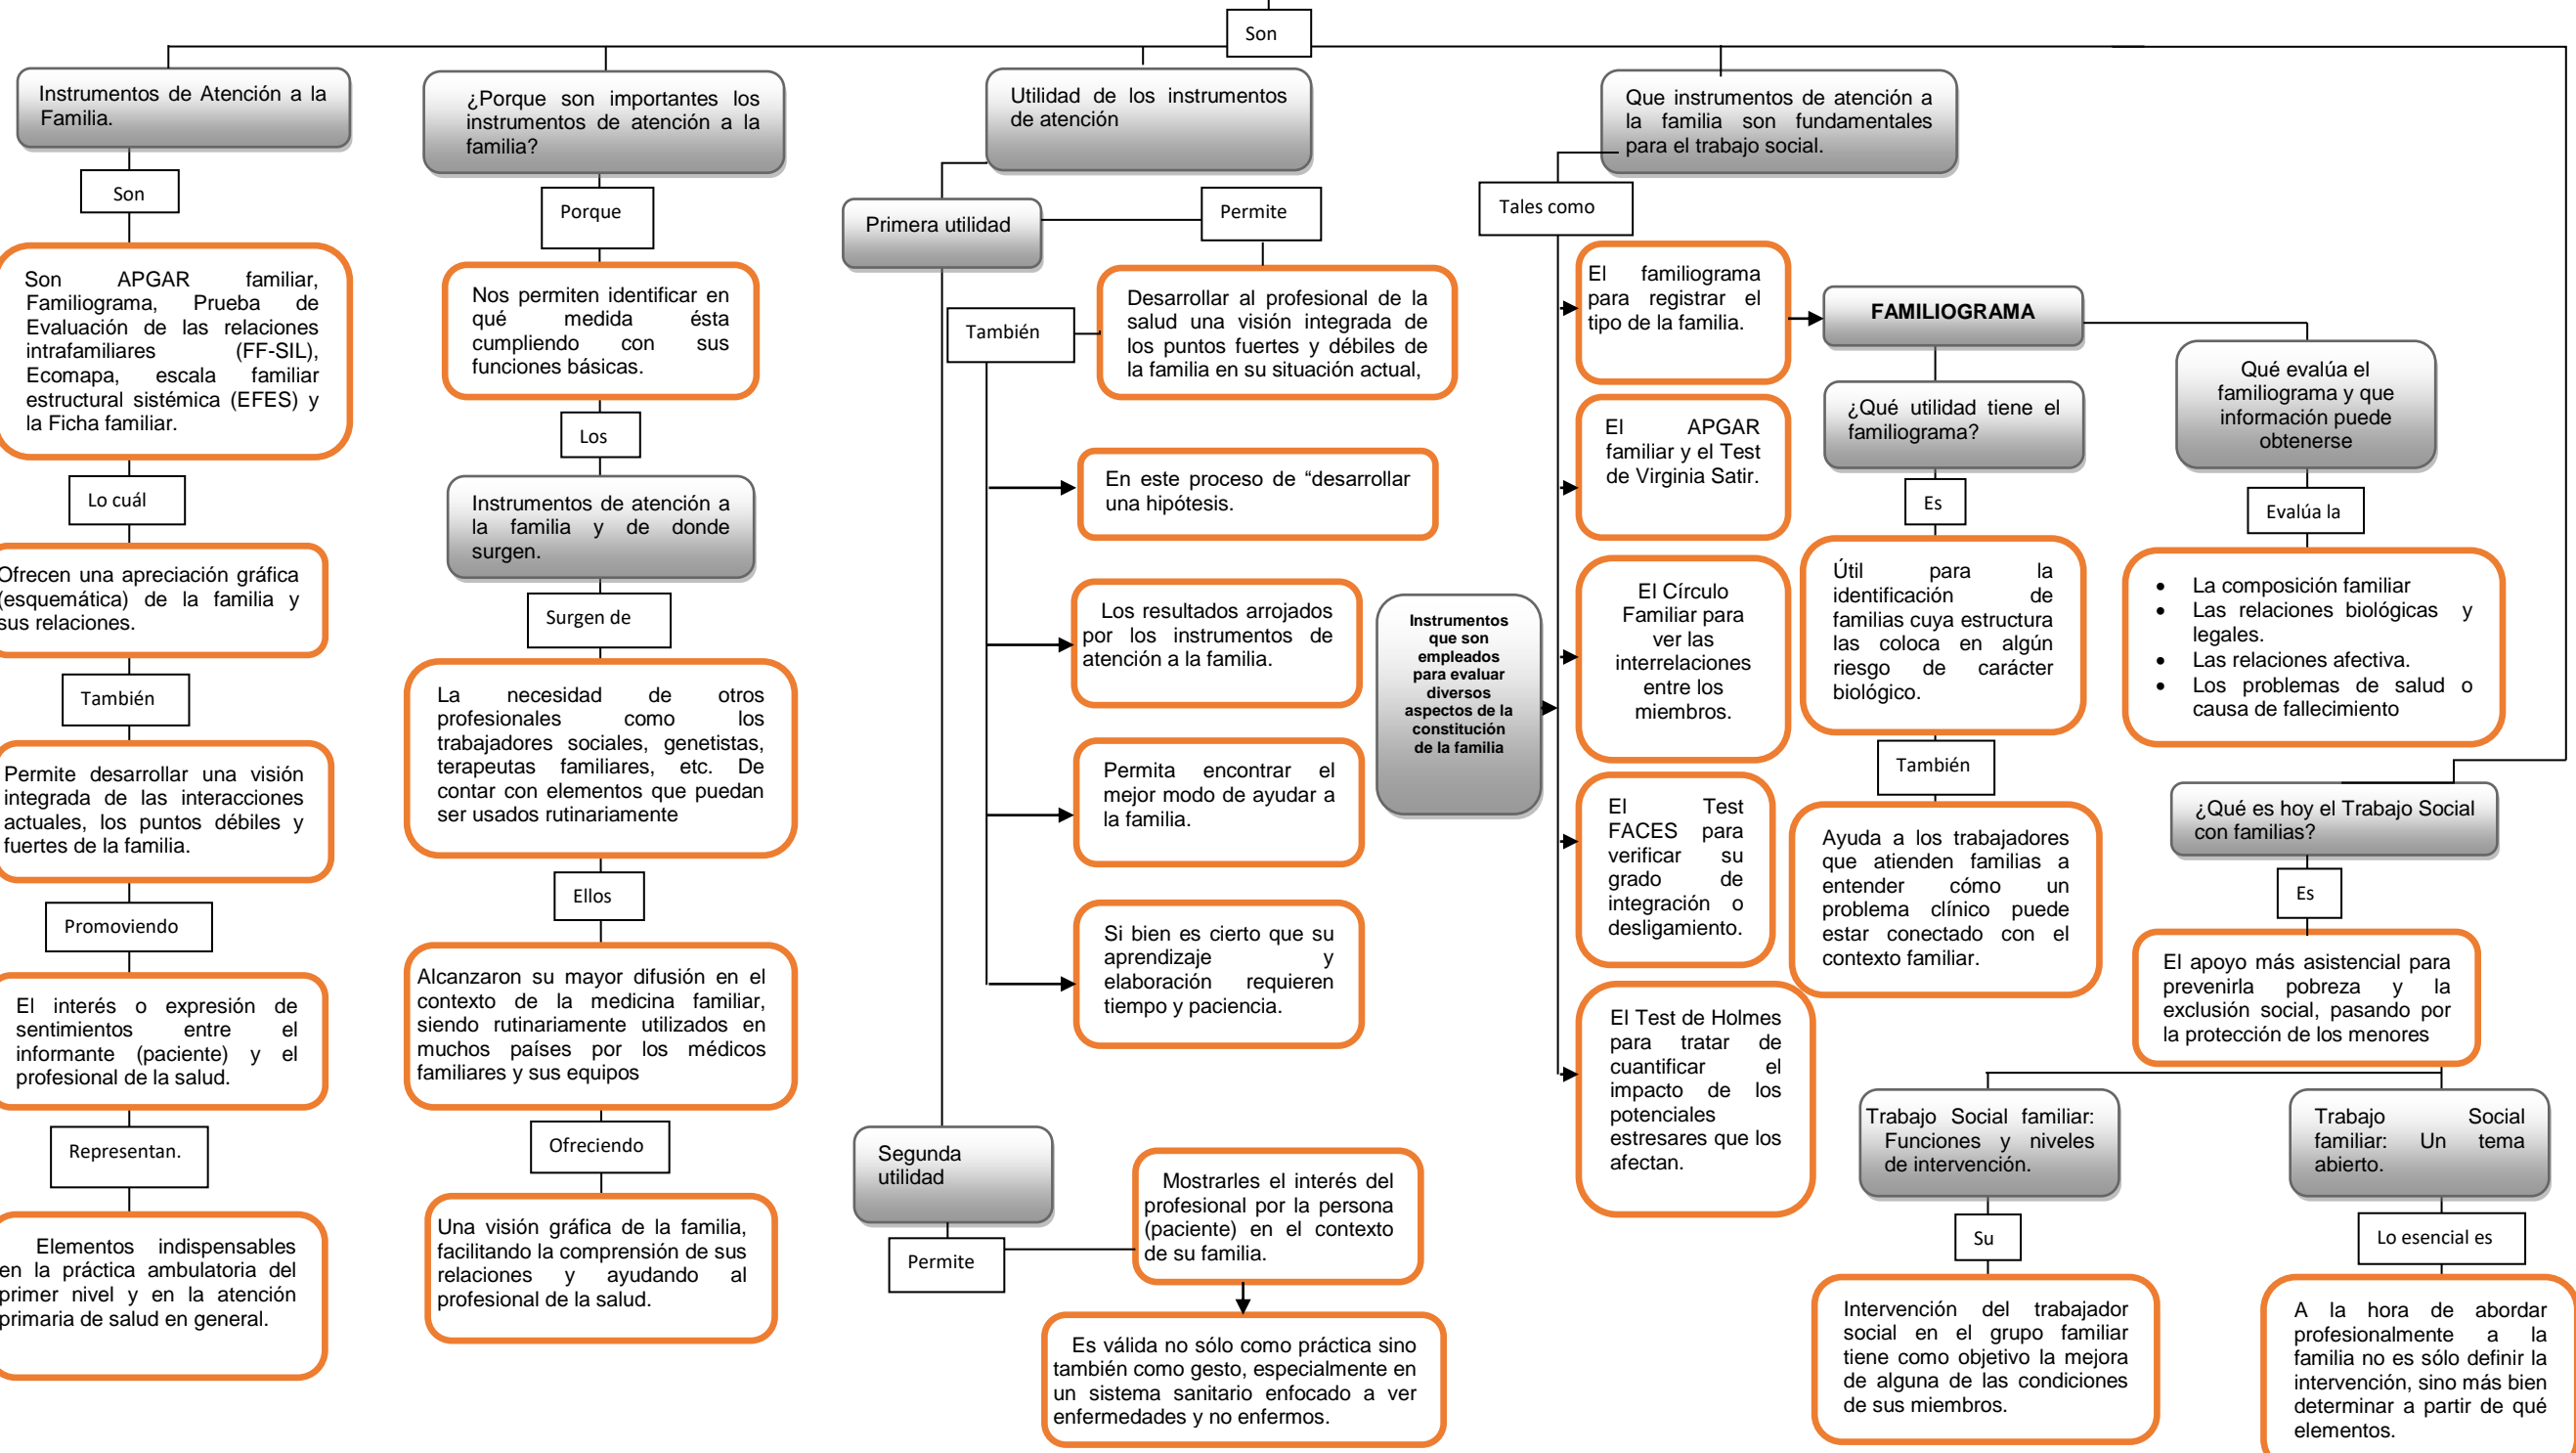 Son
Instrumentos de Atención a la
Familia.
Son
Son APGAR familiar,
Familiograma, Prueba de
Evaluación de las relaciones
intrafamiliares (FF-SIL),
Ecomapa, escala familiar
estructural sistémica (EFES) y
la Ficha familiar.
Lo cuál
Ofrecen una apreciación gráfica
(esquemática) de la familia y
sus relaciones.
También
Permite desarrollar una visión
integrada de las interacciones
actuales, los puntos débiles y
fuertes de la familia.
Promoviendo
El interés o expresión de
sentimientos entre el
informante (paciente) y el
profesional de la salud.
Representan.
Elementos indispensables
en la práctica ambulatoria del
primer nivel y en la atención
primaria de salud en general.
¿Porque son importantes los
instrumentos de atención a la
familia?
Porque
Nos permiten identificar en
qué medida ésta
cumpliendo con sus
funciones básicas.
Los
Instrumentos de atención a
la familia y de donde
surgen.
Surgen de
La necesidad de otros
profesionales como los
trabajadores sociales, genetistas,
terapeutas familiares, etc. De
contar con elementos que puedan
ser usados rutinariamente
Ellos
Alcanzaron su mayor difusión en el
contexto de la medicina familiar,
siendo rutinariamente utilizados en
muchos países por los médicos
familiares y sus equipos
Ofreciendo
Una visión gráfica de la familia,
facilitando la comprensión de sus
relaciones y ayudando al
profesional de la salud.
Utilidad de los instrumentos
de atención
Primera utilidad
Permite
Desarrollar al profesional de la
salud una visión integrada de
los puntos fuertes y débiles de
la familia en su situación actual,
También
En este proceso de “desarrollar
una hipótesis.
Los resultados arrojados
por los instrumentos de
atención a la familia.
Permita encontrar el
mejor modo de ayudar a
la familia.
Si bien es cierto que su
aprendizaje y
elaboración requieren
tiempo y paciencia.
Segunda
utilidad
Permite
Mostrarles el interés del
profesional por la persona
(paciente) en el contexto
de su familia.
Es válida no sólo como práctica sino
también como gesto, especialmente en
un sistema sanitario enfocado a ver
enfermedades y no enfermos.
Que instrumentos de atención a
la familia son fundamentales
para el trabajo social.
Tales como
Instrumentos
que son
empleados
para evaluar
diversos
aspectos de la
constitución
de la familia
El familiograma
para registrar el
tipo de la familia.
El APGAR
familiar y el Test
de Virginia Satir.
El Círculo
Familiar para
ver las
interrelaciones
entre los
miembros.
El Test
FACES para
verificar su
grado de
integración o
desligamiento.
El Test de Holmes
para tratar de
cuantificar el
impacto de los
potenciales
estresares que los
afectan.
FAMILIOGRAMA
¿Qué utilidad tiene el
familiograma?
Es
Útil para la
identificación de
familias cuya estructura
las coloca en algún
riesgo de carácter
biológico.
También
Ayuda a los trabajadores
que atienden familias a
entender cómo un
problema clínico puede
estar conectado con el
contexto familiar.
Qué evalúa el
familiograma y que
información puede
obtenerse
Evalúa la
• La composición familiar
• Las relaciones biológicas y
legales.
• Las relaciones afectiva.
• Los problemas de salud o
causa de fallecimiento
¿Qué es hoy el Trabajo Social
con familias?
Es
El apoyo más asistencial para
prevenirla pobreza y la
exclusión social, pasando por
la protección de los menores
Trabajo Social familiar:
Funciones y niveles
de intervención.
Su
Intervención del trabajador
social en el grupo familiar
tiene como objetivo la mejora
de alguna de las condiciones
de sus miembros.
Trabajo Social
familiar: Un tema
abierto.
Lo esencial es
A la hora de abordar
profesionalmente a la
familia no es sólo definir la
intervención, sino más bien
determinar a partir de qué
elementos.